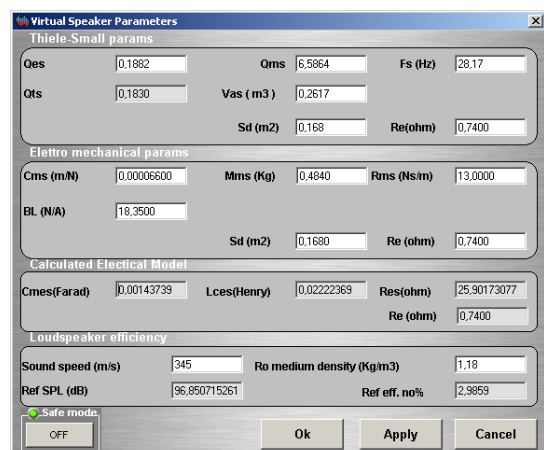 Virtual Speaker Parameters
Thiele-Small params
Qes 0,1882 Qms 6,5864 Fs (Hz) 28,17
Qts 0,1830 Vas ( m3 ) 0,2617
Sd (m2) 0,168 Re(ohm) 0,7400
Elettro mechanical params
Cms (m/N) 0,00006600 Mms (Kg) 0,4840 Rms (Ns/m) 13,0000
BL (N/A) 18,3500
Sd (m2) 0,1680 Re (ohm) 0,7400
Calculated Electical Model
Cmes(Farad) 0,00143739 Lces(Henry) 0,02222369 Res(ohm) 25,90173077
Re (ohm) 0,7400
Loudspeaker efficiency
Sound speed (m/s) 345 Ro medium density (Kg/m3) 1,18
Ref SPL (dB) 96,850715261 Ref eff. no% 2,9859
Safe mode
OFF Ok Apply Cancel